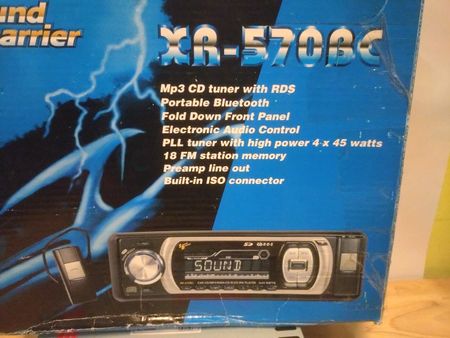 und
arrier
XR-570BC
Mp3 CD tuner with RDS
Portable Bluetooth
Fold Down Front Panel
Electronic Audio Control
PLL tuner with high power 4 x 45 watts
18 FM station memory
Preamp line out
Built-in ISO connector
SOUND